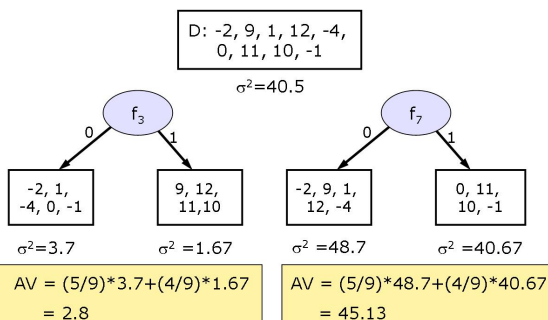 D: -2, 9, 1, 12, -4,
0, 11, 10, -1
σ²=40.5
f₃
f₇
0
1
0
1
-2, 1,
-4, 0, -1
9, 12,
11,10
-2, 9, 1,
12, -4
0, 11,
10, -1
σ²=3.7
σ² =1.67
σ² =48.7
σ² =40.67
AV = (5/9)*3.7+(4/9)*1.67
= 2.8
AV = (5/9)*48.7+(4/9)*40.67
= 45.13